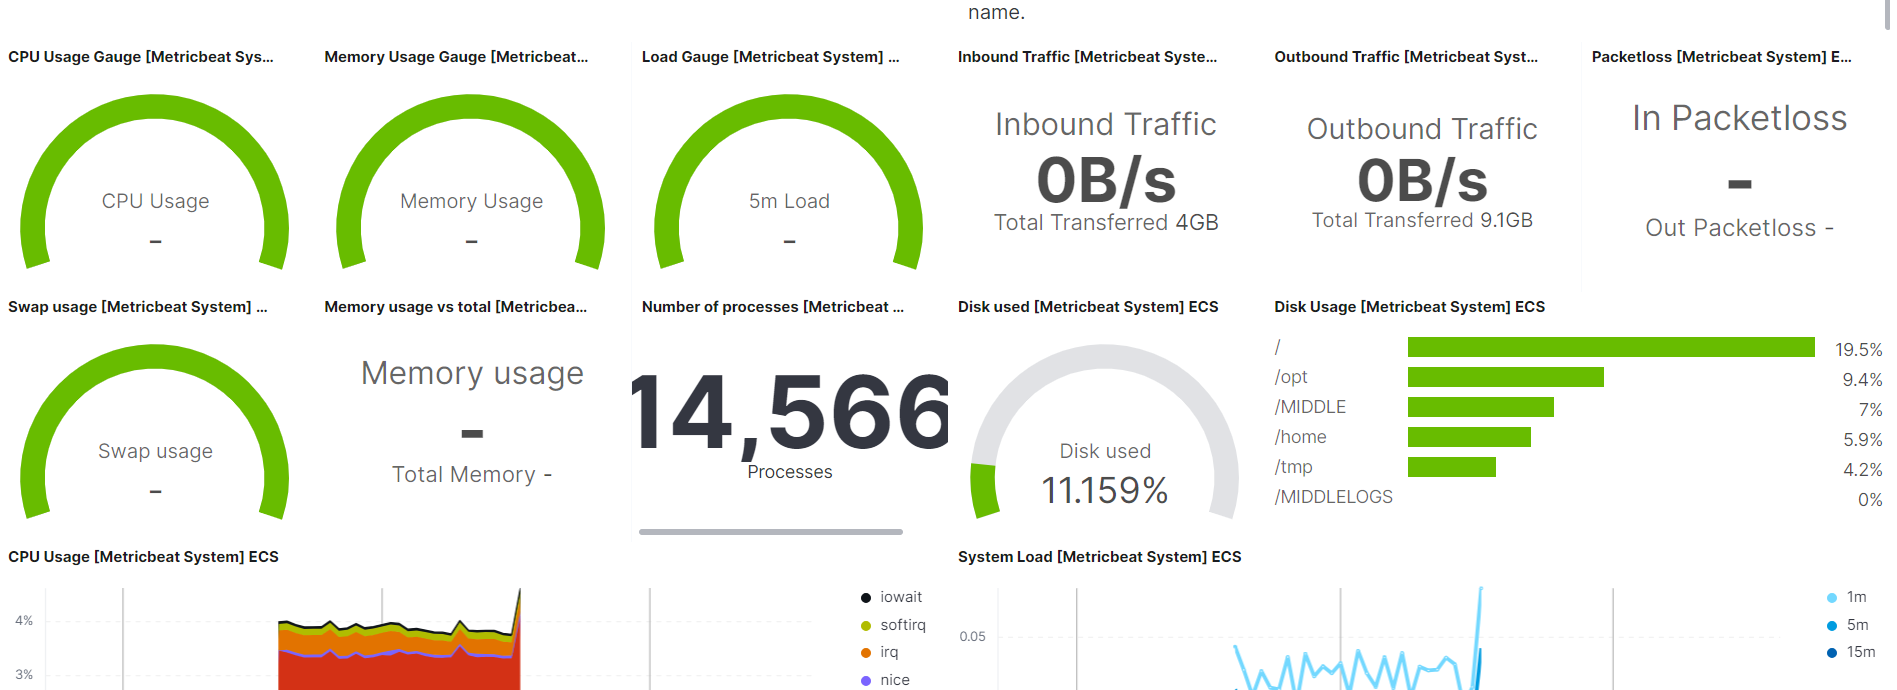 name.
CPU Usage Gauge [Metricbeat Sys...
Memory Usage Gauge [Metricbeat...
Load Gauge [Metricbeat System] ...
Inbound Traffic [Metricbeat Syste...
Outbound Traffic [Metricbeat Syst...
Packetloss [Metricbeat System] E...
CPU Usage
-
Memory Usage
-
5m Load
-
Inbound Traffic
0B/s
Total Transferred 4GB
Outbound Traffic
0B/s
Total Transferred 9.1GB
In Packetloss
-
Out Packetloss -
Swap usage [Metricbeat System] ...
Memory usage vs total [Metricbea...
Number of processes [Metricbeat ...
Disk used [Metricbeat System] ECS
Disk Usage [Metricbeat System] ECS
Swap usage
-
Memory usage
-
Total Memory -
14,566
Processes
Disk used
11.159%
/ 19.5%
/opt 9.4%
/MIDDLE 7%
/home 5.9%
/tmp 4.2%
/MIDDLELOGS 0%
CPU Usage [Metricbeat System] ECS
4%
3%
iowait
softirq
irq
nice
System Load [Metricbeat System] ECS
0.05
1m
5m
15m